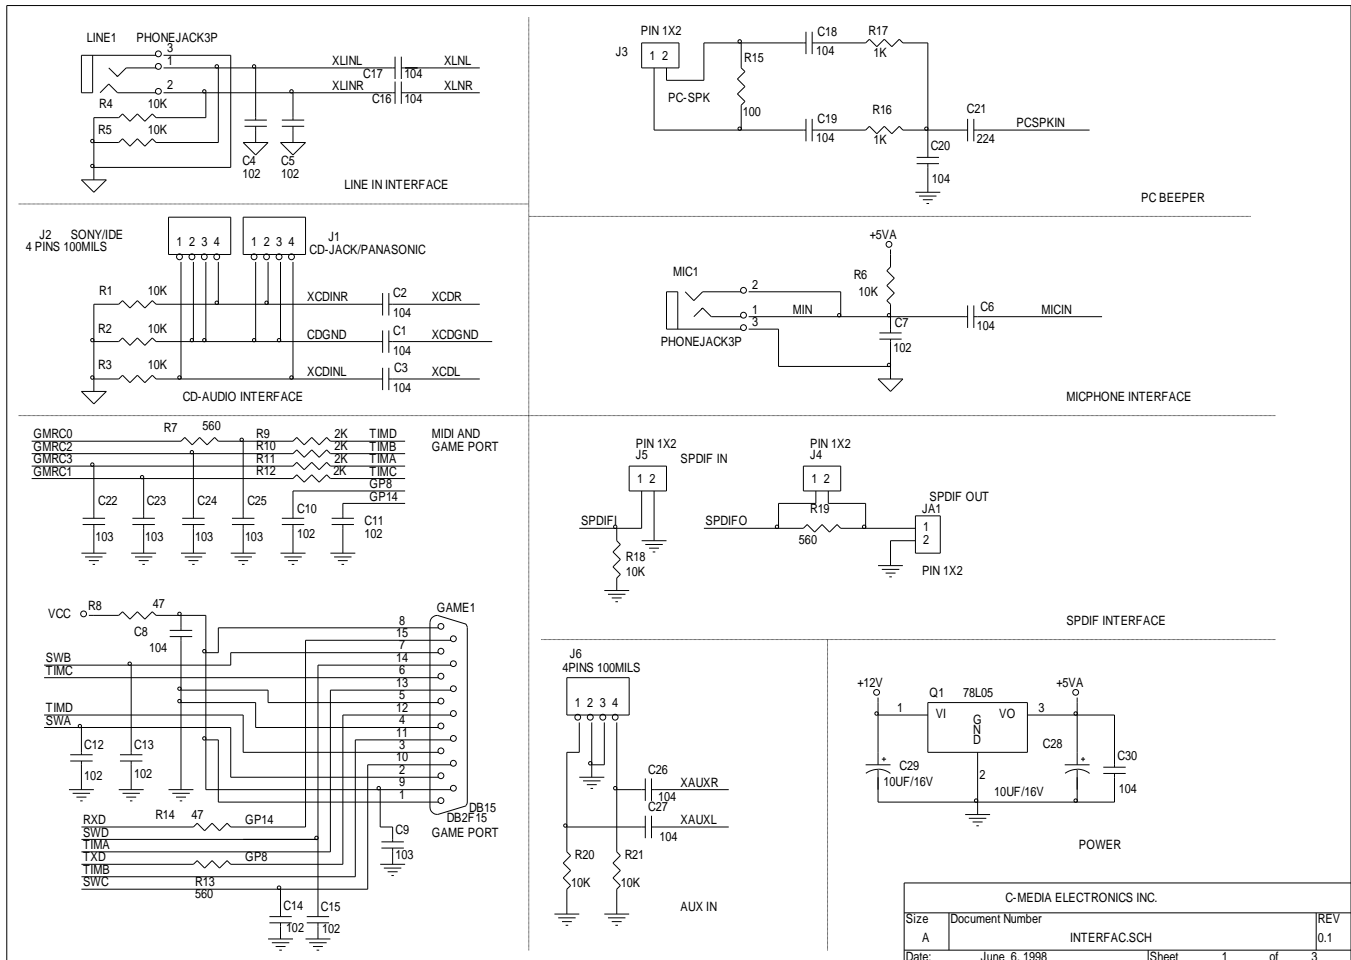 LINE1 PHONEJACK3P
3
1
2
XLINL C17 104 XLNL
XLINR C16 104 XLNR
R4 10K
R5 10K
C4 102
C5 102
LINE IN INTERFACE
PIN 1X2
J3
1 2
PC-SPK
R15
100
C18
104
R17
1K
C19
104
R16
1K
C20
104
C21
224
PCSPKIN
PC BEEPER
J2 SONY/IDE
4 PINS 100MILS
1 2 3 4
1 2 3 4
J1
CD-JACK/PANASONIC
R1 10K XCDINR C2 104 XCDR
R2 10K CDGND C1 104 XCDGND
R3 10K XCDINL C3 104 XCDL
CD-AUDIO INTERFACE
+5VA
MIC1
2
1
3
PHONEJACK3P
MIN
R6
10K
C7
102
C6
104
MICIN
MICPHONE INTERFACE
MIDI AND
GAME PORT
GMRC0 R7 560 R9 2K TIMD
GMRC2 R10 2K TIMB
GMRC3 R11 2K TIMA
GMRC1 R12 2K TIMC
GP8
GP14
C22 103
C23 103
C24 103
C25 103
C10 102
C11 102
PIN 1X2
J5
SPDIF IN
1 2
SPDIFI
R18
10K
PIN 1X2
J4
1 2
SPDIFO
R19
560
SPDIF OUT
JA1
1
2
PIN 1X2
SPDIF INTERFACE
VCC R8 47
C8
104
GAME1
8
15
7
14
6
13
5
12
4
11
3
10
2
9
1
SWB
TIMC
TIMD
SWA
C12 102
C13 102
DB15
DB2F15
GAME PORT
RXD R14 47 GP14
SWD
TIMA
TXD GP8
TIMB
SWC R13
560
C9
103
C14 102
C15 102
J6
4PINS 100MILS
1 2 3 4
C26
104
XAUXR
C27
104
XAUXL
R20
10K
R21
10K
AUX IN
+12V
Q1 78L05
+5VA
1 VI GND VO 3
2
C29
10UF/16V
C28
10UF/16V
C30
104
POWER
C-MEDIA ELECTRONICS INC.
Size Document Number REV
A INTERFAC.SCH 0.1
Date: June 6, 1998 Sheet 1 of 3